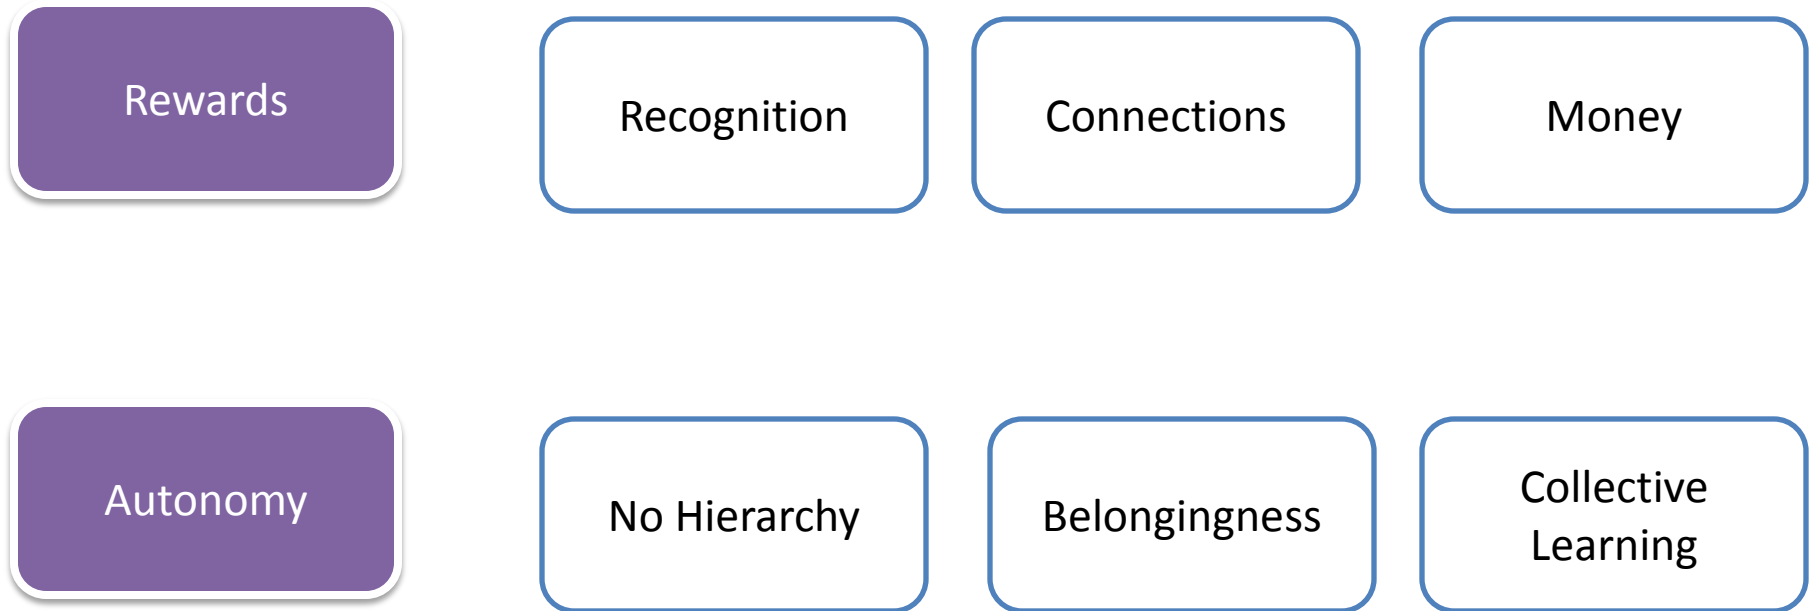 Rewards
Recognition
Connections
Money
Autonomy
No Hierarchy
Belongingness
Collective
Learning